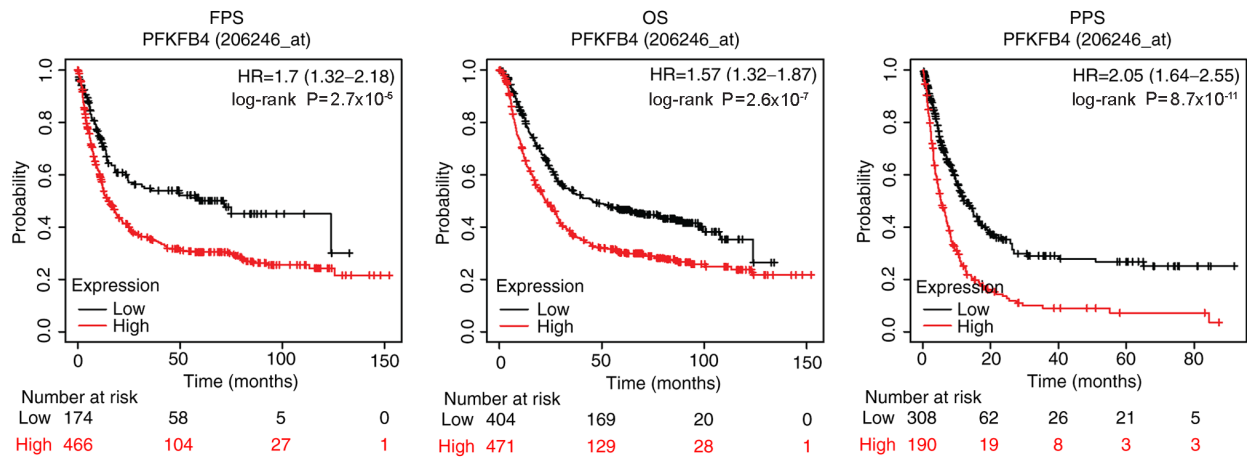 FPS
PFKFB4 (206246_at)
HR=1.7 (1.32–2.18)
log-rank P=2.7x10⁻⁵
1.0
0.8
0.6
0.4
0.2
0.0
Probability
Expression
Low
High
0 50 100 150
Time (months)
Number at risk
Low 174 58 5 0
High 466 104 27 1
OS
PFKFB4 (206246_at)
HR=1.57 (1.32–1.87)
log-rank P=2.6x10⁻⁷
1.0
0.8
0.6
0.4
0.2
0.0
Probability
Expression
Low
High
0 50 100 150
Time (months)
Number at risk
Low 404 169 20 0
High 471 129 28 1
PPS
PFKFB4 (206246_at)
HR=2.05 (1.64–2.55)
log-rank P=8.7x10⁻¹¹
1.0
0.8
0.6
0.4
0.2
0.0
Probability
Expression
Low
High
0 20 40 60 80
Time (months)
Number at risk
Low 308 62 26 21 5
High 190 19 8 3 3